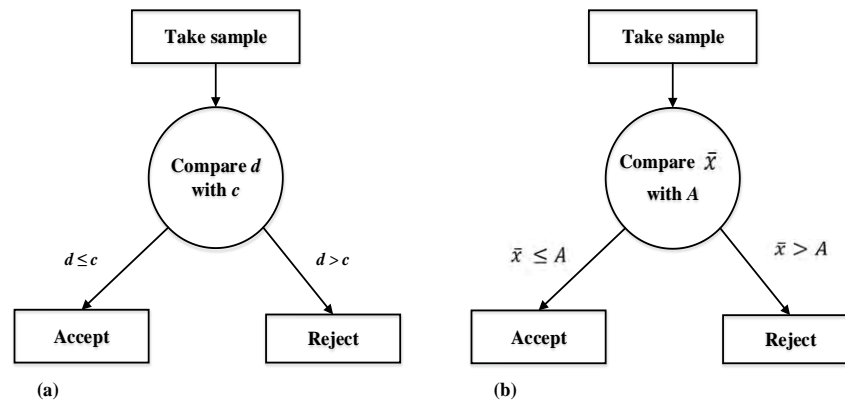 Take sample
Compare d
with c
d ≤ c
d > c
Accept
Reject
(a)
Take sample
Compare x̄
with A
x̄ ≤ A
x̄ > A
Accept
Reject
(b)